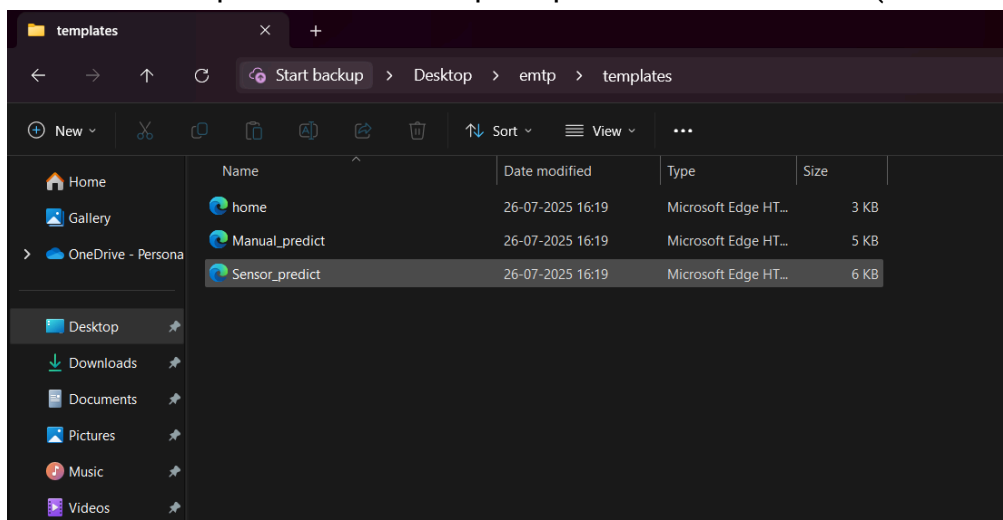 templates
Start backup > Desktop > emtp > templates
New
Sort
View
Home
Gallery
OneDrive - Persona
Desktop
Downloads
Documents
Pictures
Music
Videos
Name Date modified Type Size
home 26-07-2025 16:19 Microsoft Edge HT... 3 KB
Manual_predict 26-07-2025 16:19 Microsoft Edge HT... 5 KB
Sensor_predict 26-07-2025 16:19 Microsoft Edge HT... 6 KB